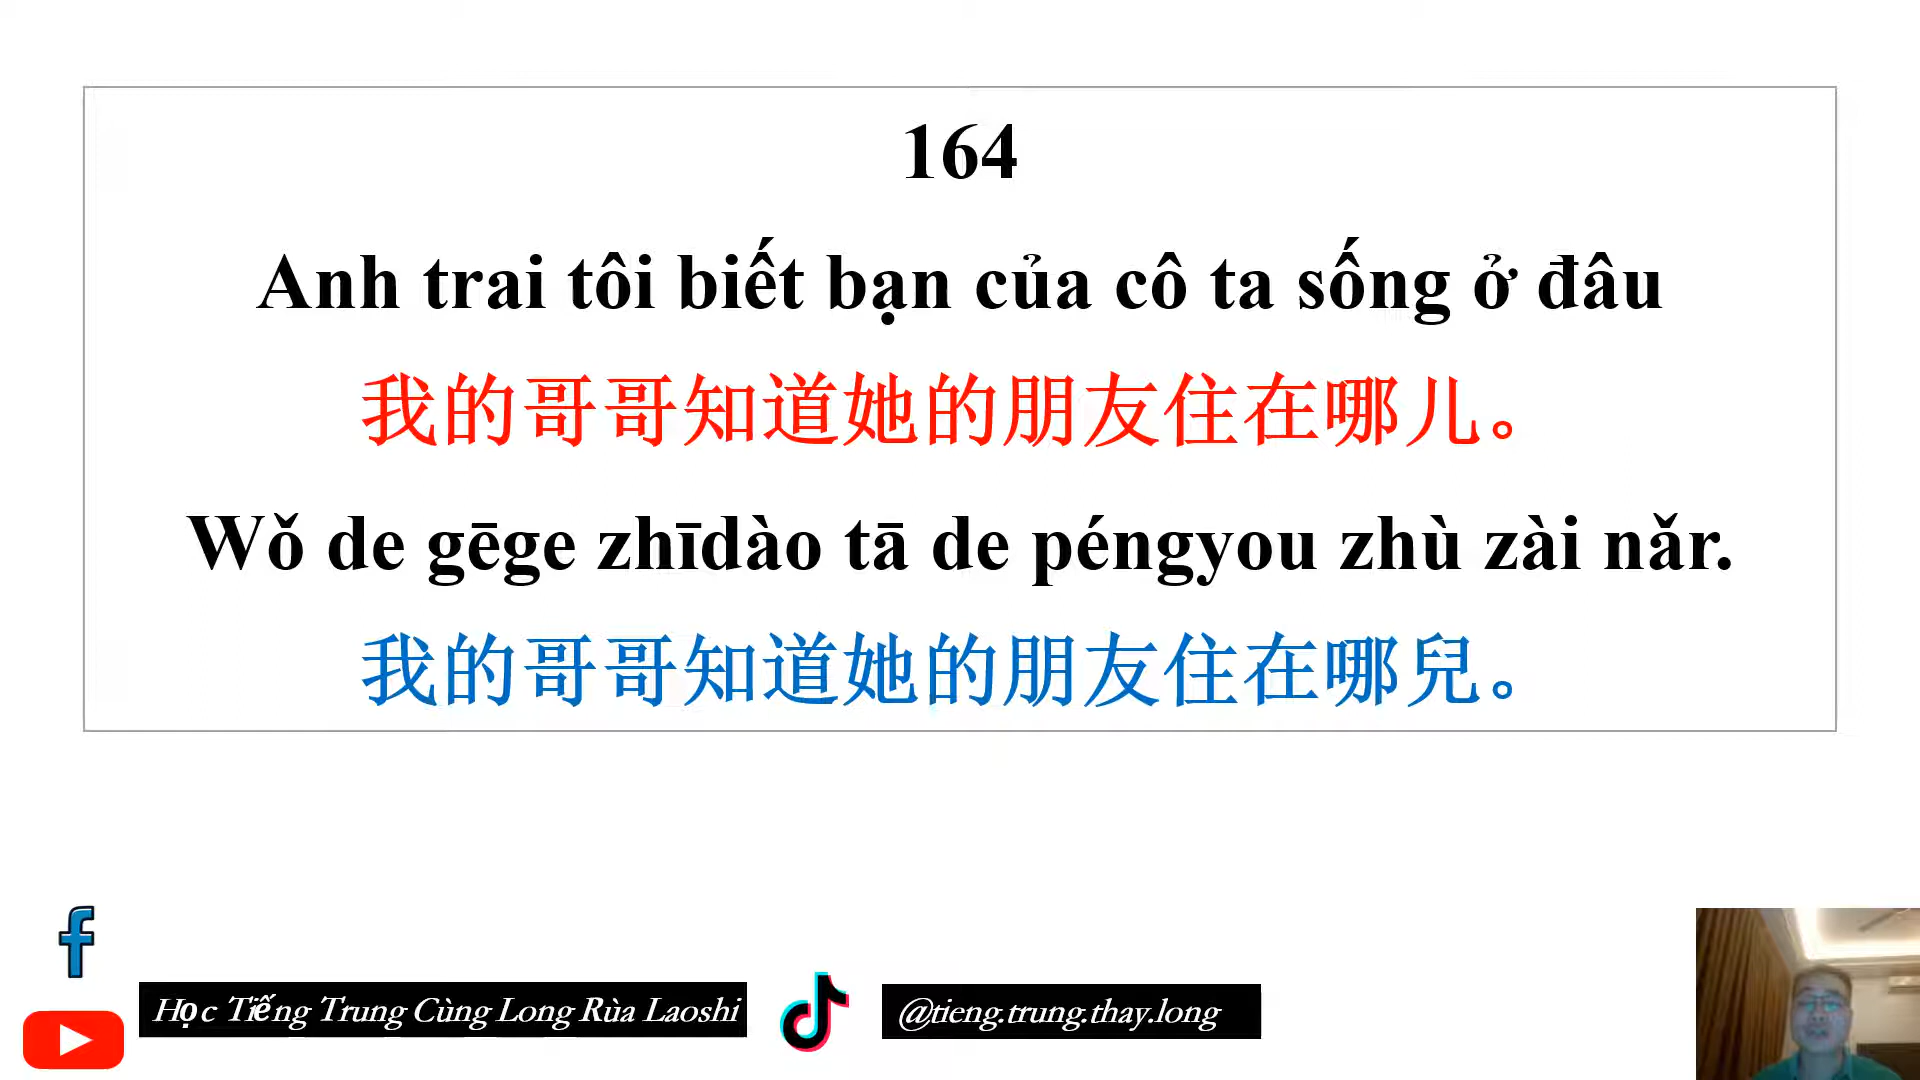 164
Anh trai tôi biết bạn của cô ta sống ở đâu
我的哥哥知道她的朋友住在哪儿。
Wǒ de gēge zhīdào tā de péngyou zhù zài nǎr.
我的哥哥知道她的朋友住在哪兒。
Học Tiếng Trung Cùng Long Rùa Laoshi
@tieng.trung.thay.long